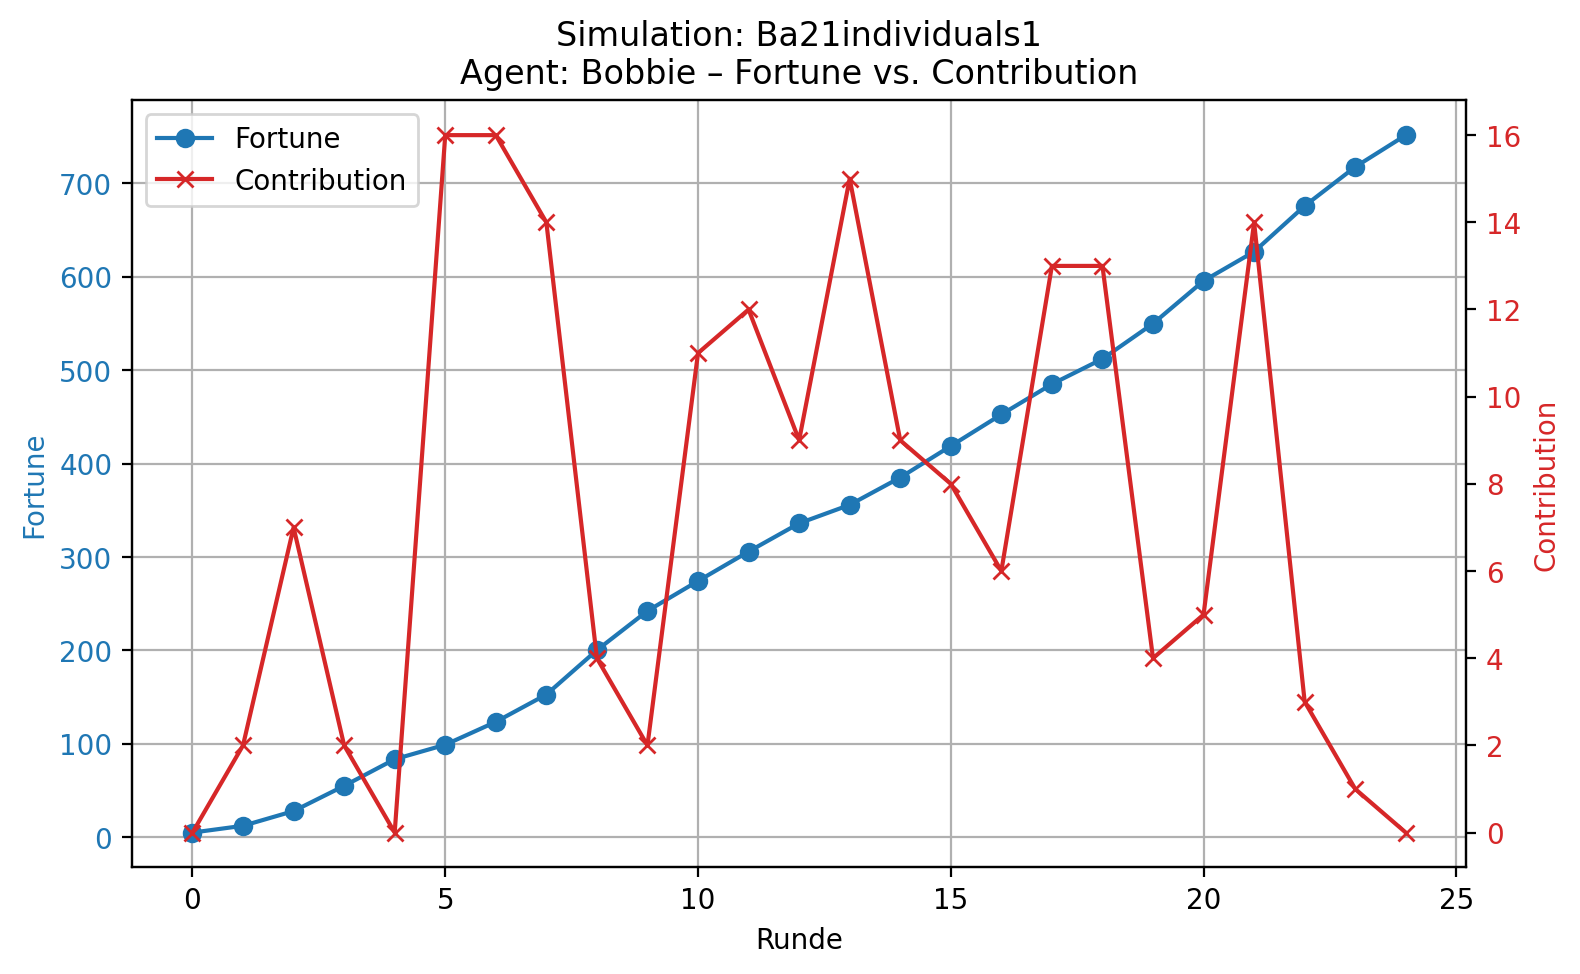 Simulation: Ba21individuals1
Agent: Bobbie – Fortune vs. Contribution
Fortune
Contribution
700
600
500
400
300
200
100
0
Fortune
16
14
12
10
8
6
4
2
0
Contribution
0 5 10 15 20 25
Runde